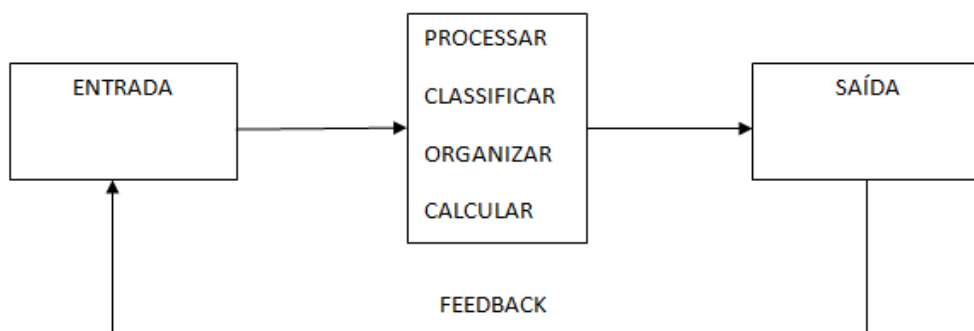 ENTRADA
PROCESSAR
CLASSIFICAR
ORGANIZAR
CALCULAR
SAÍDA
FEEDBACK